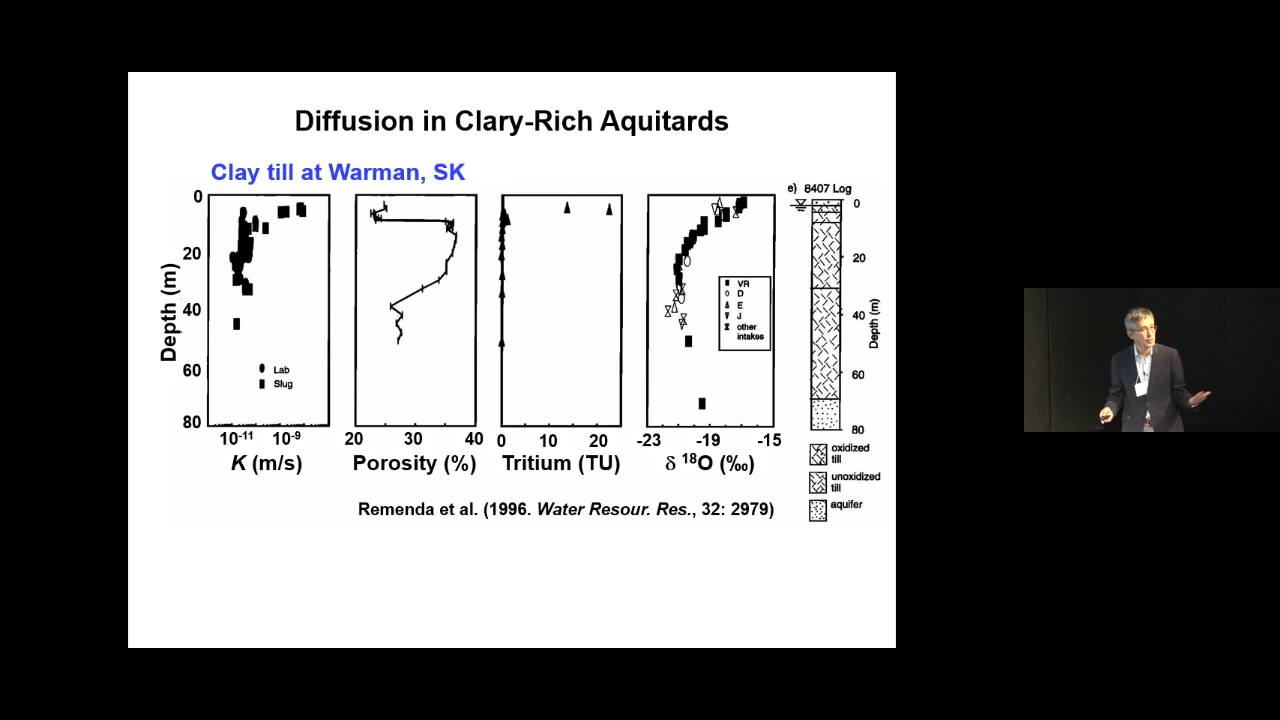 Diffusion in Clary-Rich Aquitards
Clay till at Warman, SK
Depth (m)
0
20
40
60
80
Lab
Slug
10-11 10-9
K (m/s)
20 40
Porosity (%)
0 10 20
Tritium (TU)
VR
D
E
J
other
intakes
-23 -19 -15
δ 18O (‰)
e) 8407 Log
0
20
40
60
80
Depth (m)
oxidized
till
unoxidized
till
aquifer
Remenda et al. (1996. Water Resour. Res., 32: 2979)